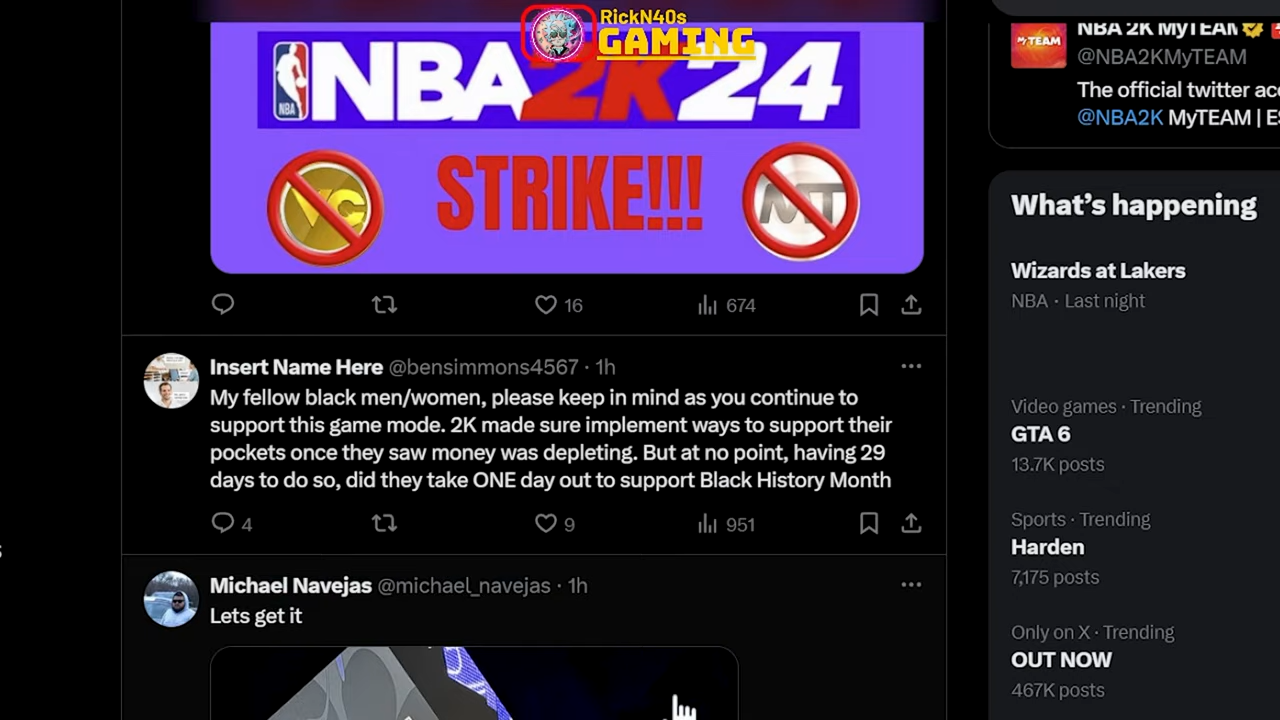 RickN40s
GAMING
NBA 2K24
NBA
VC
STRIKE!!!
MT
16
674
Insert Name Here @bensimmons4567 · 1h
My fellow black men/women, please keep in mind as you continue to
support this game mode. 2K made sure implement ways to support their
pockets once they saw money was depleting. But at no point, having 29
days to do so, did they take ONE day out to support Black History Month
4
9
951
Michael Navejas @michael_navejas · 1h
Lets get it
MyTEAM
NBA 2K MyTEAM
@NBA2KMyTEAM
The official twitter acc
@NBA2K MyTEAM | ES
What's happening
Wizards at Lakers
NBA · Last night
Video games · Trending
GTA 6
13.7K posts
Sports · Trending
Harden
7,175 posts
Only on X · Trending
OUT NOW
467K posts